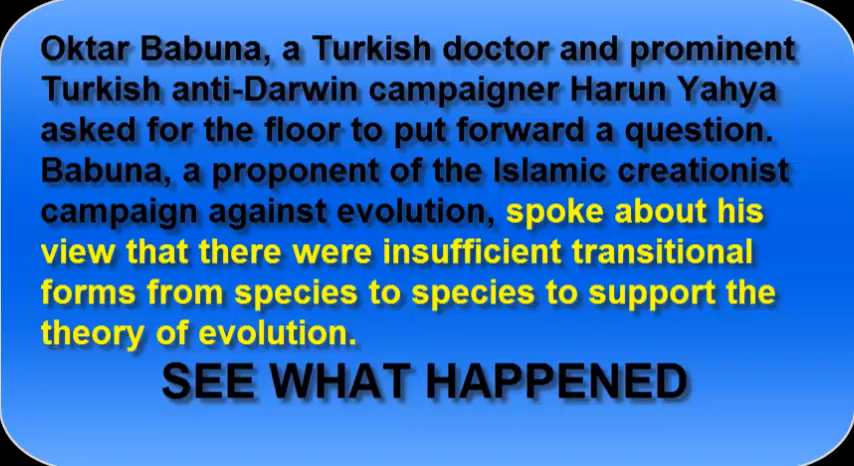 Oktar Babuna, a Turkish doctor and prominent
Turkish anti-Darwin campaigner Harun Yahya
asked for the floor to put forward a question.
Babuna, a proponent of the Islamic creationist
campaign against evolution, spoke about his
view that there were insufficient transitional
forms from species to species to support the
theory of evolution.
SEE WHAT HAPPENED